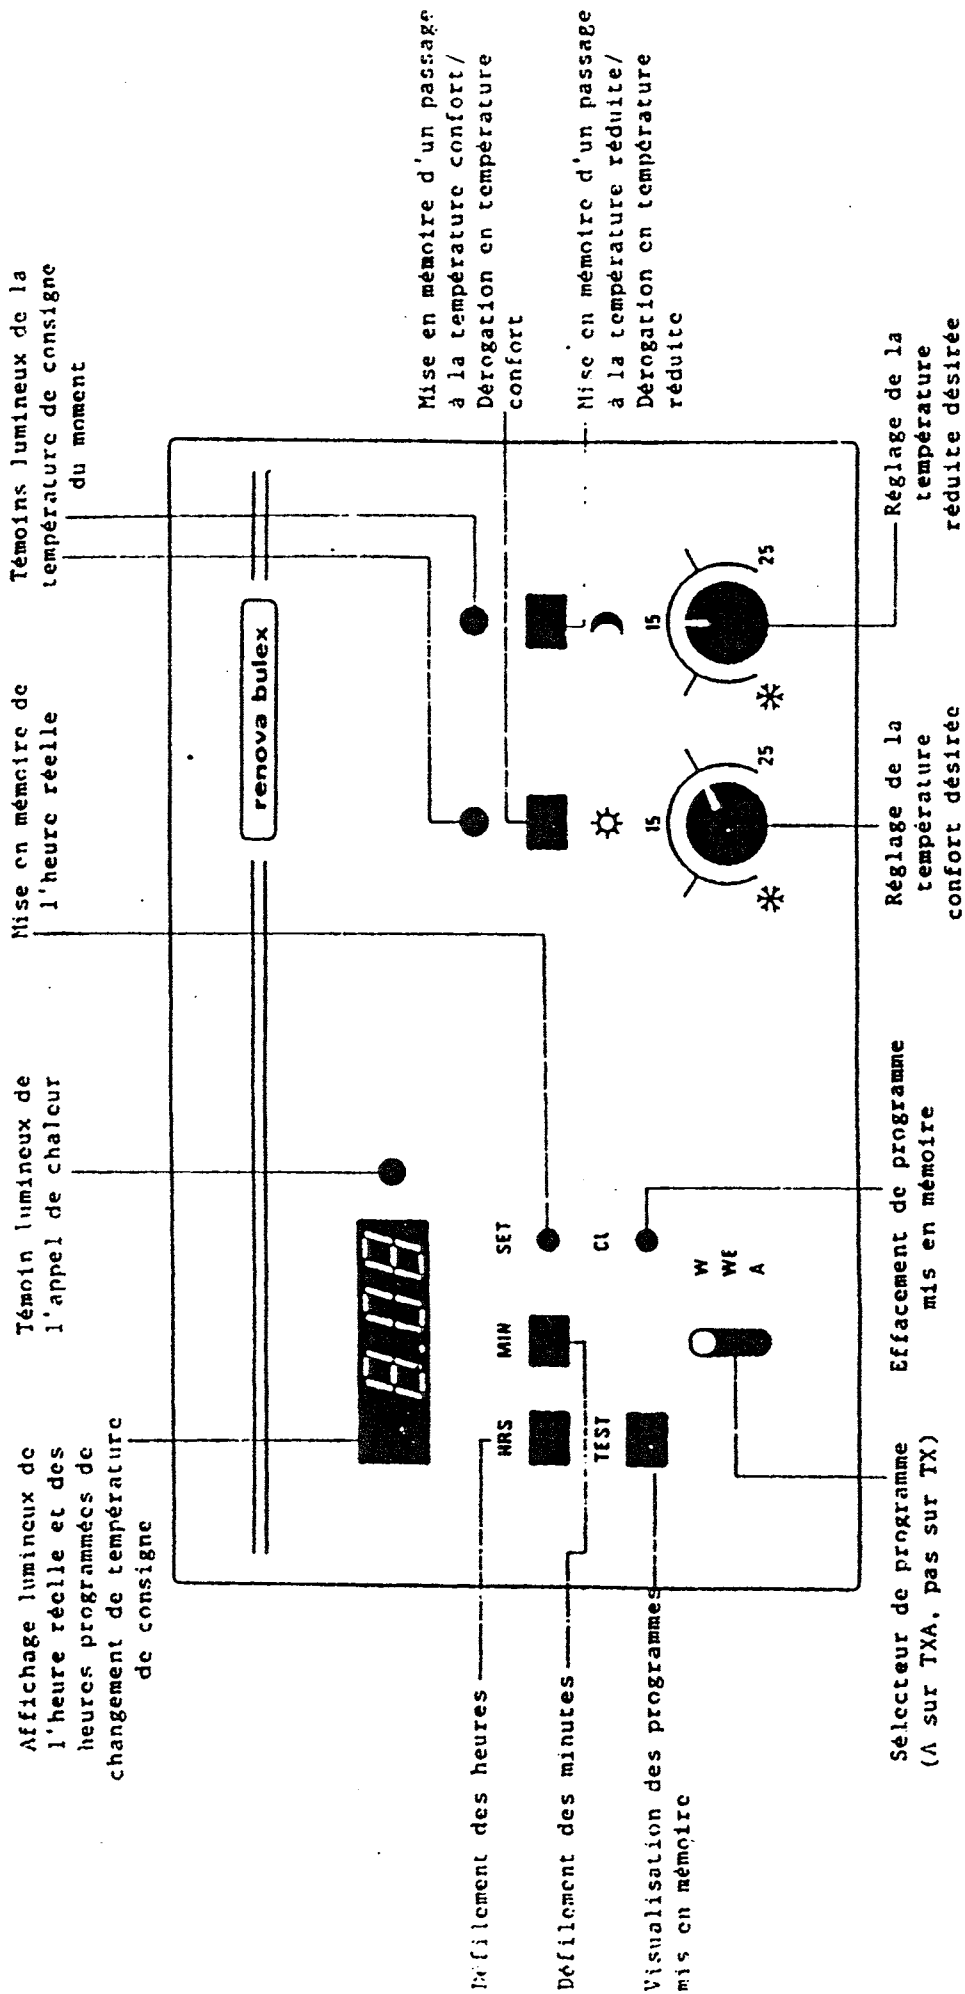 Affichage lumineux de
l'heure réelle et des
heures programmées de
changement de température
de consigne
Témoin lumineux de
l'appel de chaleur
Mise en mémoire de
l'heure réelle
Témoins lumineux de la
température de consigne
du moment
Mise en mémoire d'un passage
à la température confort/
Dérogation en température
confort
Mise en mémoire d'un passage
à la température réduite/
Dérogation en température
réduite
renova bulex
8.08
HRS
MIN
SET
TEST
Cl
W
WE
A
15
25
15
25
Défilement des heures
Défilement des minutes
Visualisation des programmes
mis en mémoire
Sélecteur de programme
(A sur TXA, pas sur TX)
Effacement de programme
mis en mémoire
Réglage de la
température
confort désirée
Réglage de la
température
réduite désirée